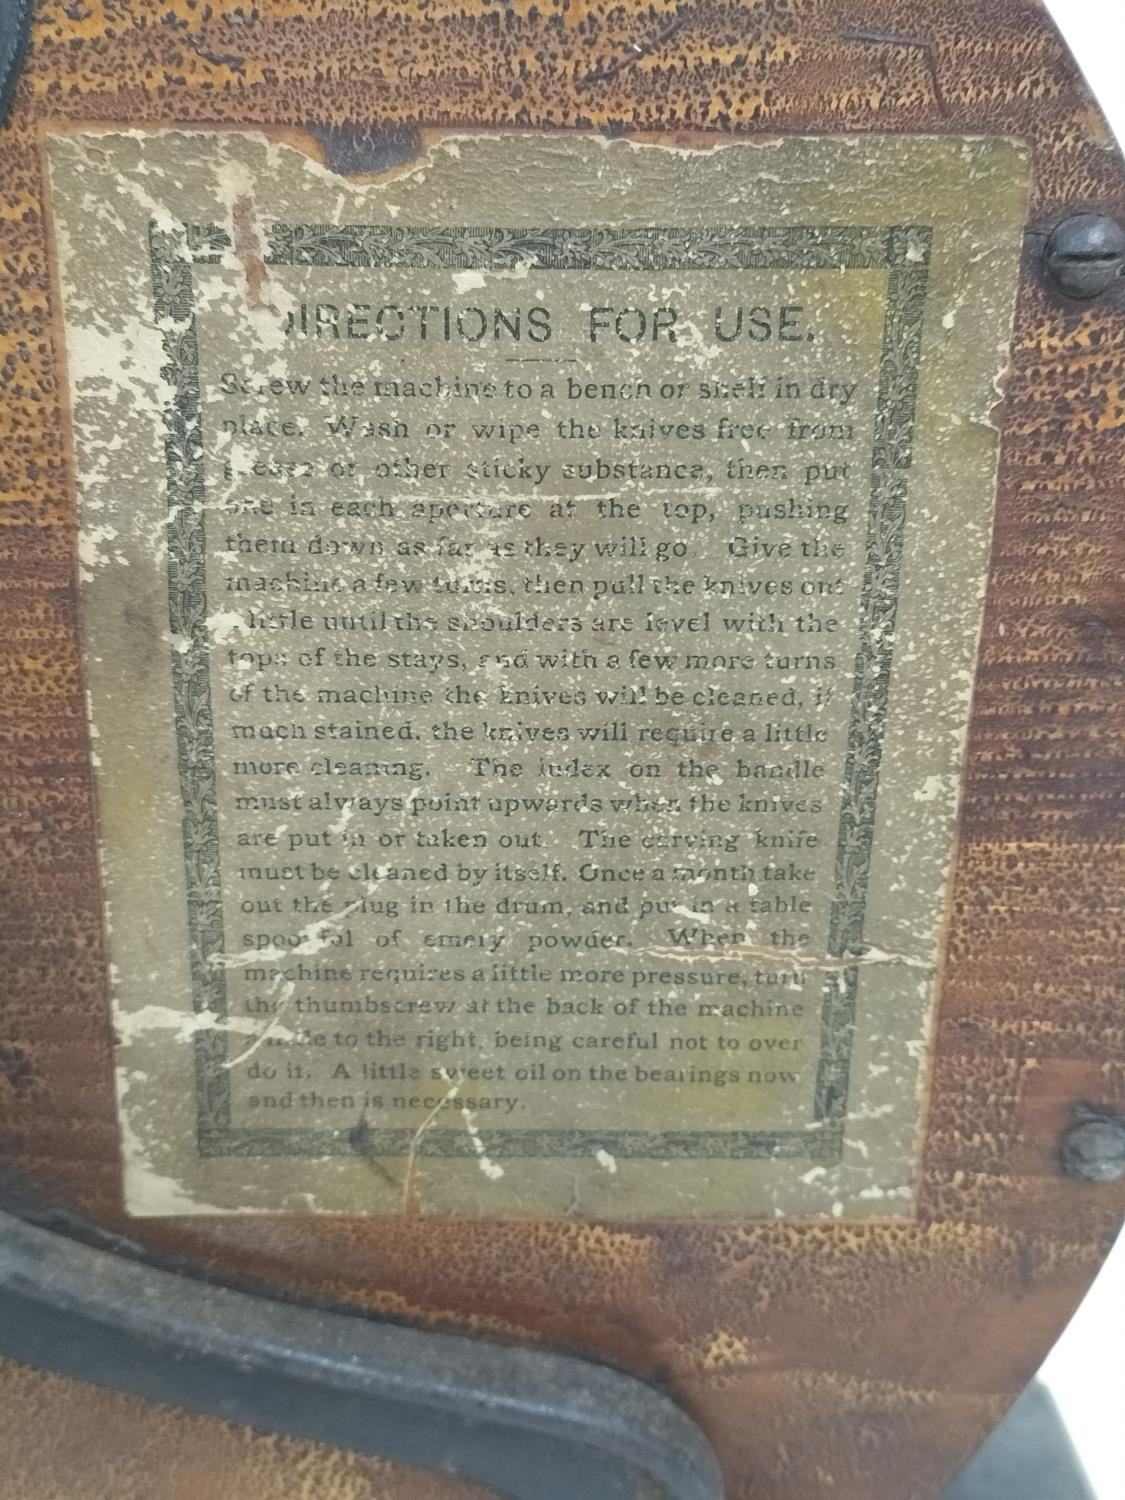 DIRECTIONS FOR USE.
Screw the machine to a bench or shelf in dry
place. Wash or wipe the knives free from
grease or other sticky substance, then put
one in each aperture at the top, pushing
them down as far as they will go. Give the
machine a few turns, then pull the knives out
little until the shoulders are level with the
tops of the stays, and with a few more turns
of the machine the knives will be cleaned, if
much stained, the knives will require a little
more cleaning. The index on the handle
must always point upwards when the knives
are put in or taken out. The carving knife
must be cleaned by itself. Once a month take
out the plug in the drum, and put in a table
spoonful of emery powder. When the
machine requires a little more pressure, turn
the thumbscrew at the back of the machine
to the right, being careful not to over
do it. A little sweet oil on the bearings now
and then is necessary.